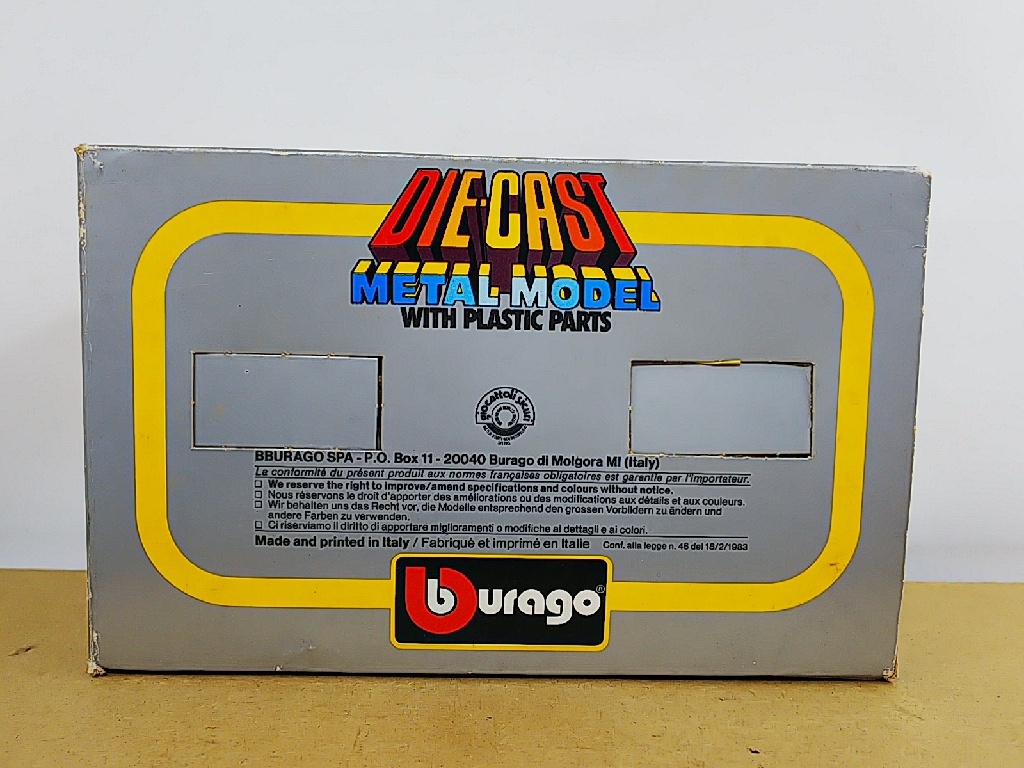 DIE-CAST
METAL MODEL
WITH PLASTIC PARTS
giocattoli sicuri
BBURAGO SPA - P.O. Box 11 - 20040 Burago di Molgora MI (Italy)
Le conformité du présent produit aux normes françaises obligatoires est garantie par l'importateur.
□ We reserve the right to improve/amend specifications and colours without notice.
□ Nous réservons le droit d'apporter des améliorations ou des modifications aux détails et aux couleurs.
□ Wir behalten uns das Recht vor, die Modelle entsprechend den grossen Vorbildern zu ändern und
andere Farben zu verwenden.
□ Ci riserviamo il diritto di apportare miglioramenti o modifiche ai dettagli e ai colori.
Made and printed in Italy / Fabriqué et imprimé en Italie Conf. alla legge n. 46 del 18/2/1983
bburago®